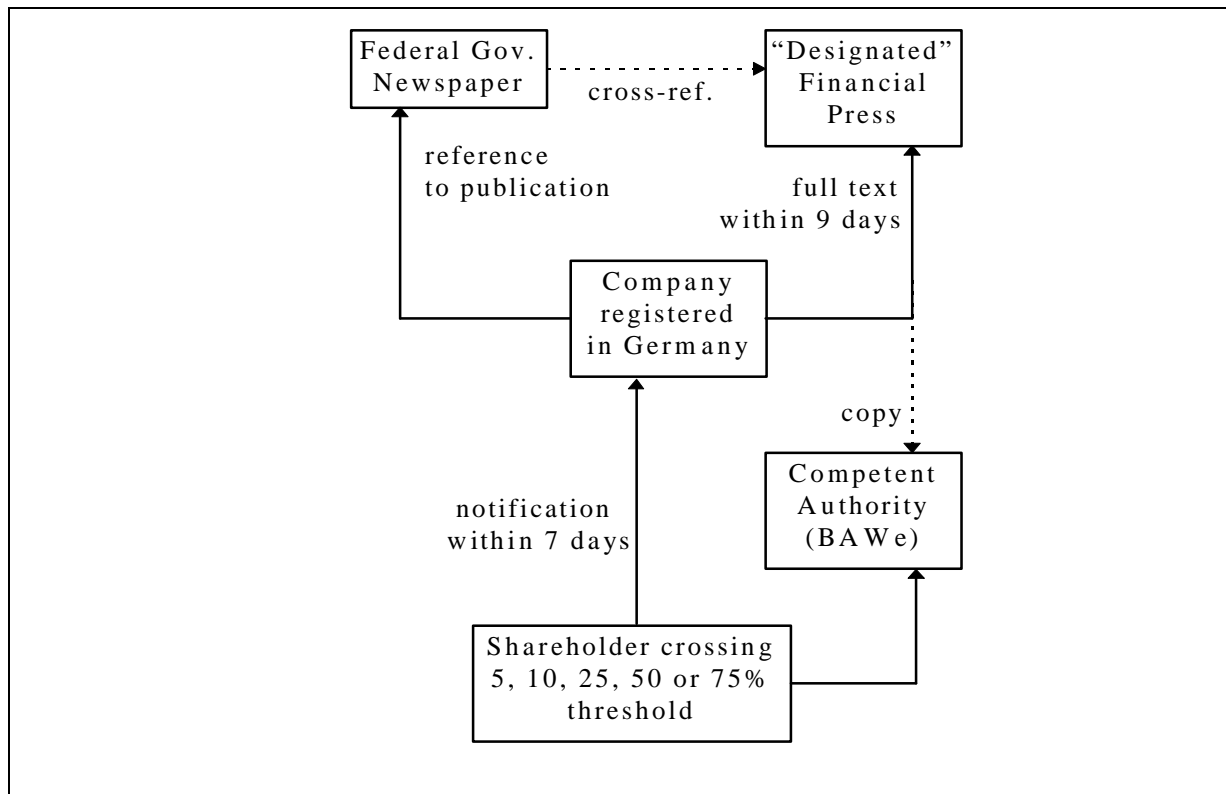 Federal Gov.
Newspaper
“Designated”
Financial
Press
cross-ref.
reference
to publication
full text
within 9 days
Company
registered
in Germany
copy
notification
within 7 days
Competent
Authority
(BAWe)
Shareholder crossing
5, 10, 25, 50 or 75%
threshold